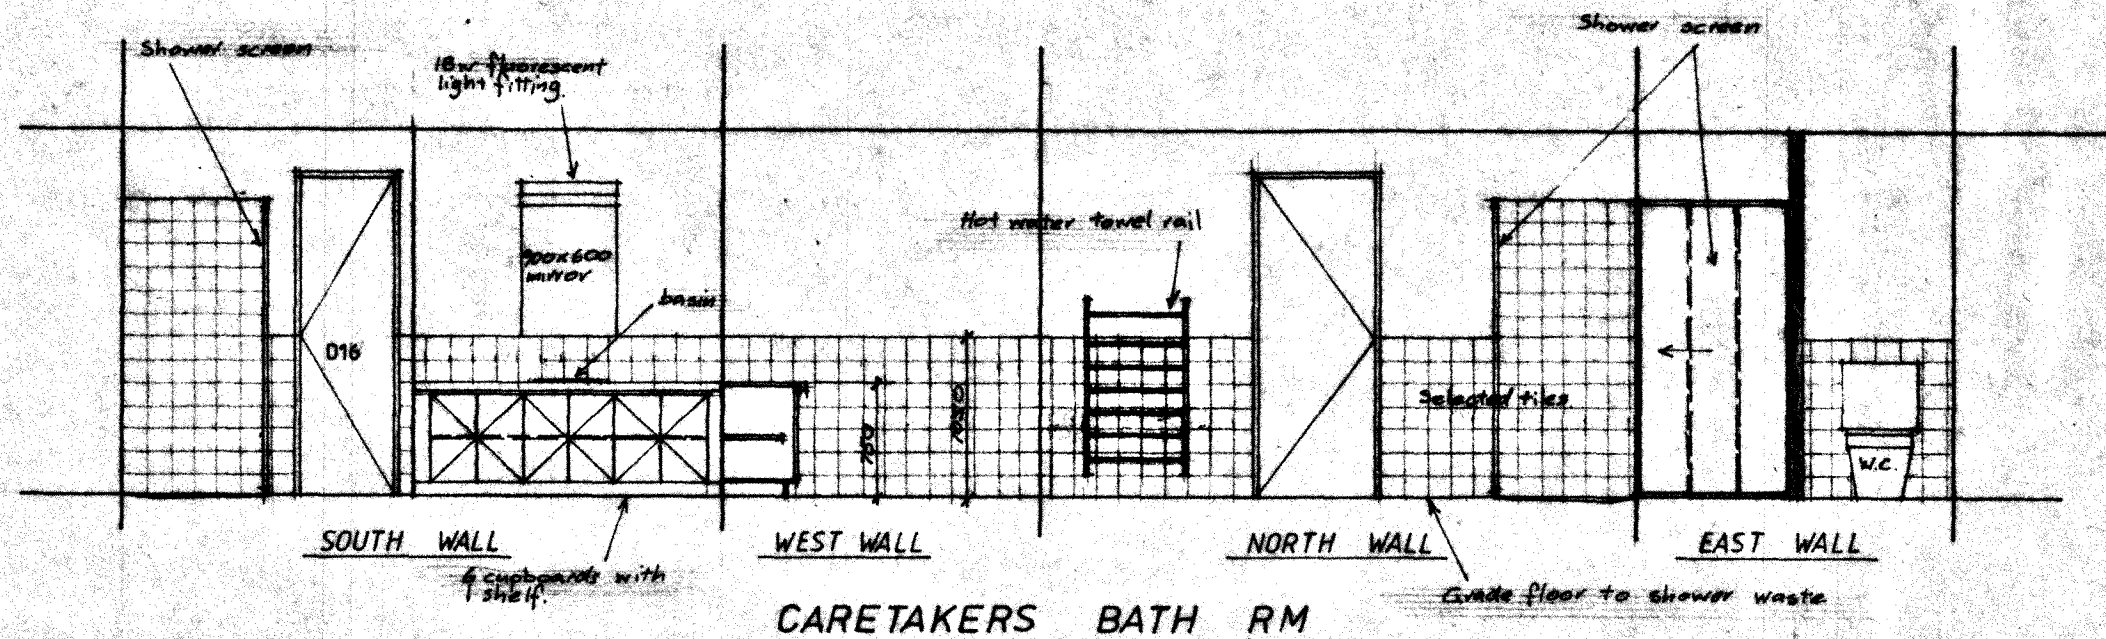 Shower screen
18w fluorescent
light fitting.
Shower screen
900x600
mirror
Hot water towel rail
basin
D16
Selected tiles
750
1050
W.C.
SOUTH WALL
WEST WALL
NORTH WALL
EAST WALL
6 cupboards with
1 shelf.
Grade floor to shower waste
CARETAKERS BATH RM